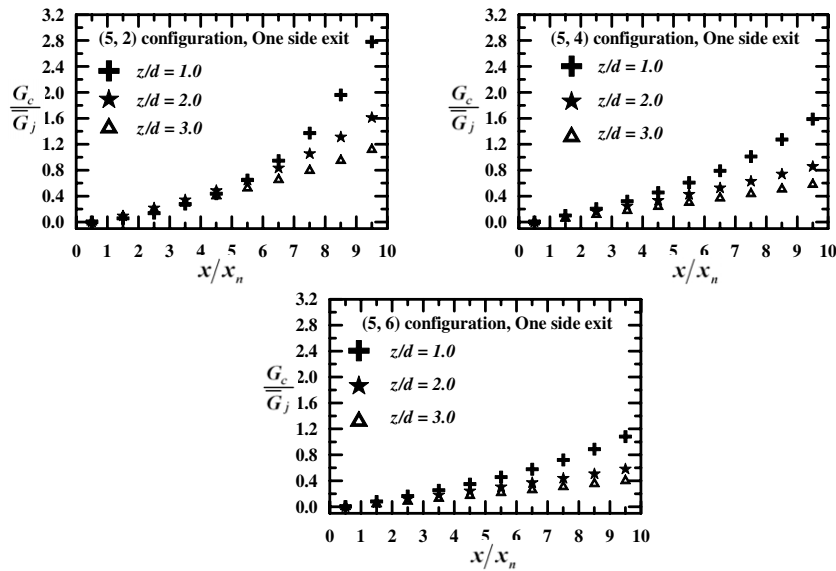 3.2
2.8
2.4
2.0
1.6
1.2
0.8
0.4
0.0
G_c
G_j
(5, 2) configuration, One side exit
z/d = 1.0
z/d = 2.0
z/d = 3.0
0 1 2 3 4 5 6 7 8 9 10
x/x_n
3.2
2.8
2.4
2.0
1.6
1.2
0.8
0.4
0.0
G_c
G_j
(5, 4) configuration, One side exit
z/d = 1.0
z/d = 2.0
z/d = 3.0
0 1 2 3 4 5 6 7 8 9 10
x/x_n
3.2
2.8
2.4
2.0
1.6
1.2
0.8
0.4
0.0
G_c
G_j
(5, 6) configuration, One side exit
z/d = 1.0
z/d = 2.0
z/d = 3.0
0 1 2 3 4 5 6 7 8 9 10
x/x_n